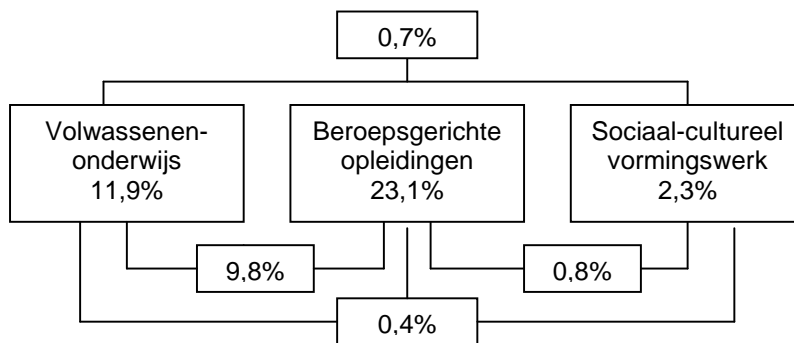 0,7%
Volwassenen-
onderwijs
11,9%
Beroepsgerichte
opleidingen
23,1%
Sociaal-cultureel
vormingswerk
2,3%
9,8%
0,8%
0,4%